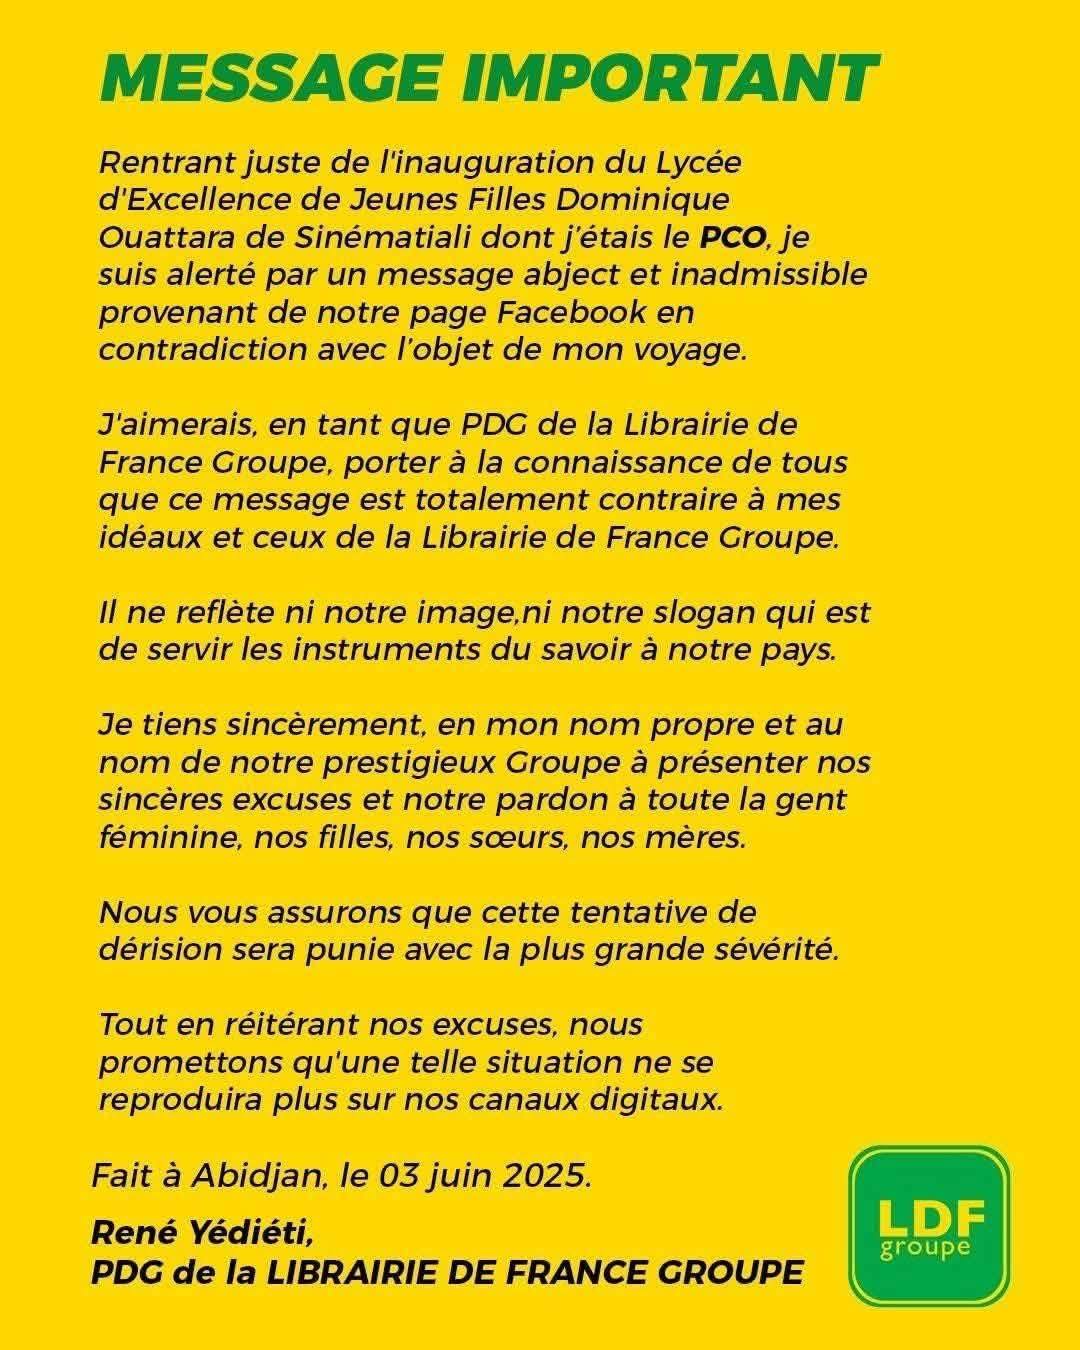 MESSAGE IMPORTANT
Rentrant juste de l'inauguration du Lycée
d'Excellence de Jeunes Filles Dominique
Ouattara de Sinématiali dont j’étais le PCO, je
suis alerté par un message abject et inadmissible
provenant de notre page Facebook en
contradiction avec l’objet de mon voyage.
J'aimerais, en tant que PDG de la Librairie de
France Groupe, porter à la connaissance de tous
que ce message est totalement contraire à mes
idéaux et ceux de la Librairie de France Groupe.
Il ne reflète ni notre image,ni notre slogan qui est
de servir les instruments du savoir à notre pays.
Je tiens sincèrement, en mon nom propre et au
nom de notre prestigieux Groupe à présenter nos
sincères excuses et notre pardon à toute la gent
féminine, nos filles, nos sœurs, nos mères.
Nous vous assurons que cette tentative de
dérision sera punie avec la plus grande sévérité.
Tout en réitérant nos excuses, nous
promettons qu'une telle situation ne se
reproduira plus sur nos canaux digitaux.
Fait à Abidjan, le 03 juin 2025.
René Yédiéti,
PDG de la LIBRAIRIE DE FRANCE GROUPE
LDF
groupe